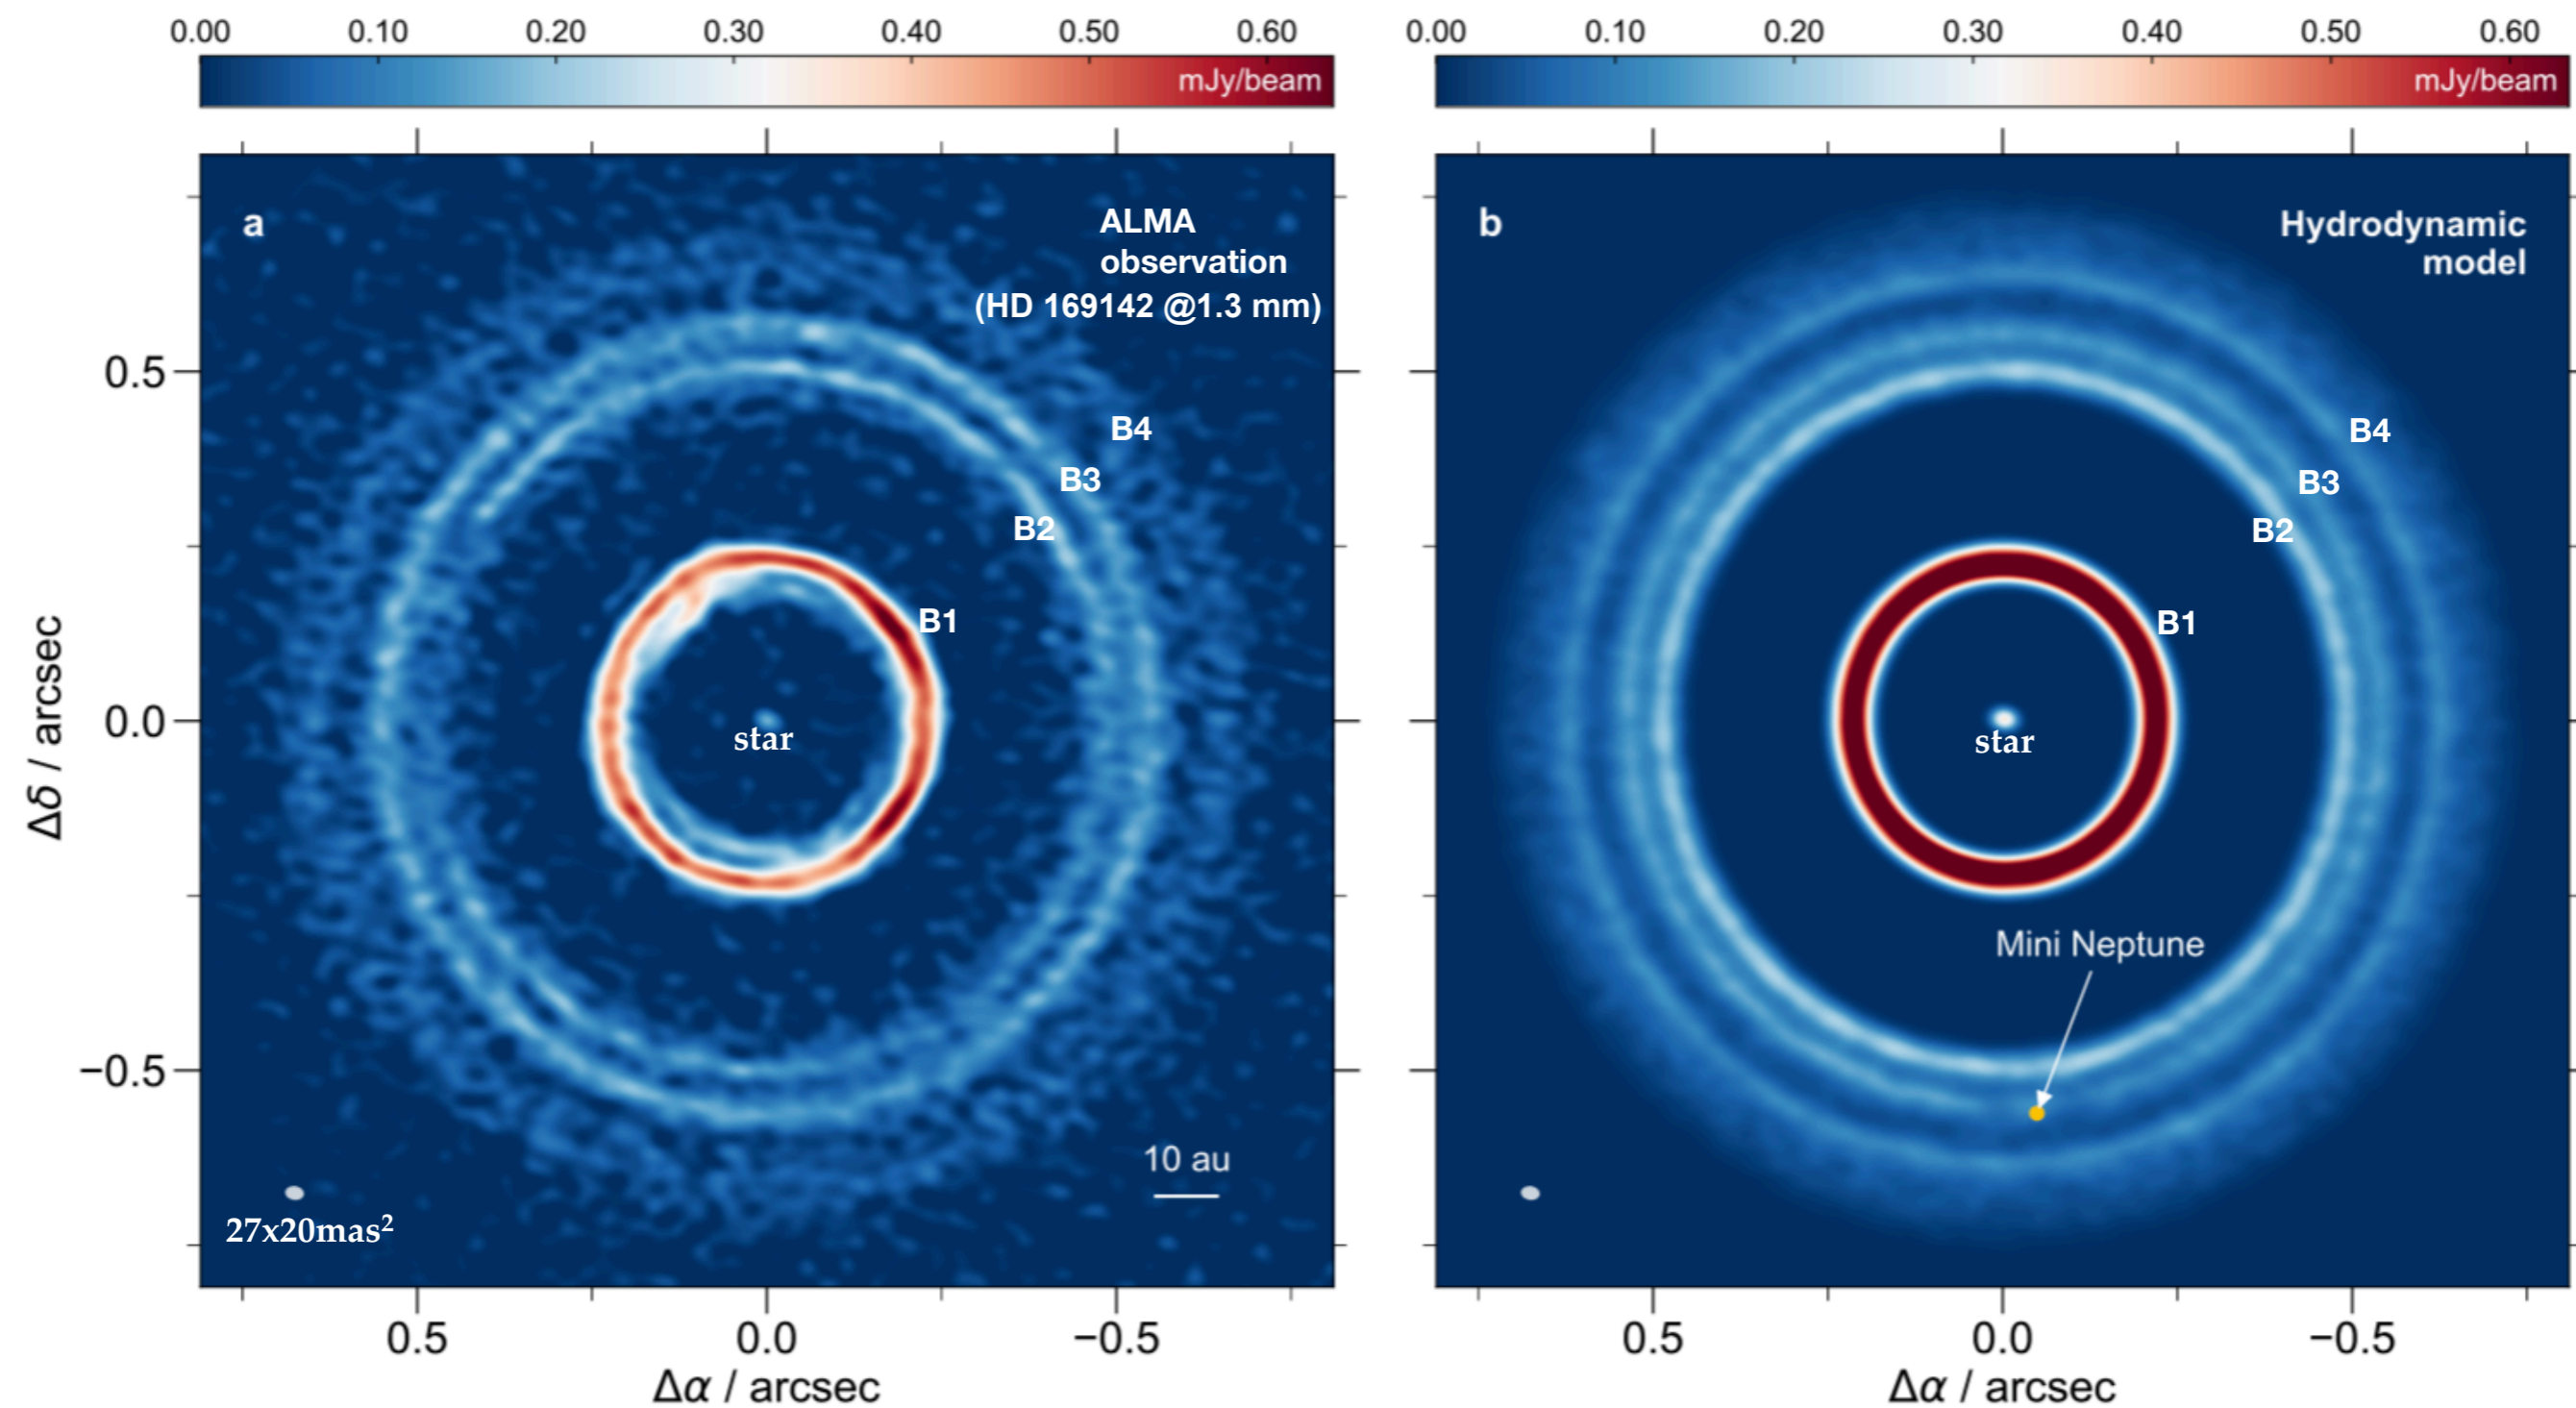 0.00 0.10 0.20 0.30 0.40 0.50 0.60
mJy/beam
a
ALMA
observation
(HD 169142 @1.3 mm)
B4
B3
B2
B1
star
10 au
27x20mas²
0.5
0.0
−0.5
Δδ / arcsec
0.5 0.0 −0.5
Δα / arcsec
0.00 0.10 0.20 0.30 0.40 0.50 0.60
mJy/beam
b
Hydrodynamic
model
B4
B3
B2
B1
star
Mini Neptune
0.5 0.0 −0.5
Δα / arcsec